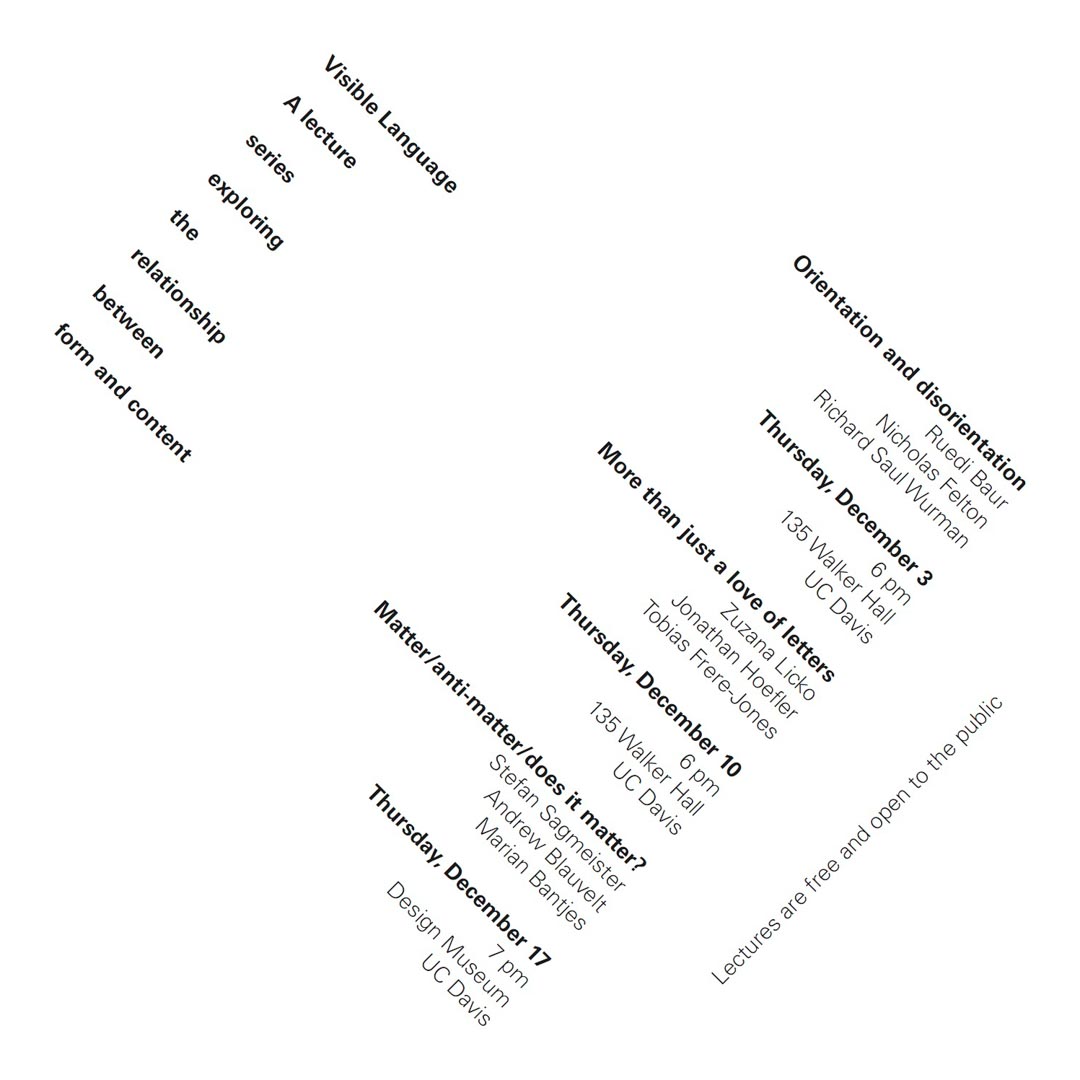 Visible Language
A lecture
series
exploring
the
relationship
between
form and content
Orientation and disorientation
Ruedi Baur
Nicholas Felton
Richard Saul Wurman
Thursday, December 3
6 pm
135 Walker Hall
UC Davis
More than just a love of letters
Zuzana Licko
Jonathan Hoefler
Tobias Frere-Jones
Thursday, December 10
6 pm
135 Walker Hall
UC Davis
Matter/anti-matter/does it matter?
Stefan Sagmeister
Andrew Blauvelt
Marian Bantjes
Thursday, December 17
7 pm
Design Museum
UC Davis
Lectures are free and open to the public